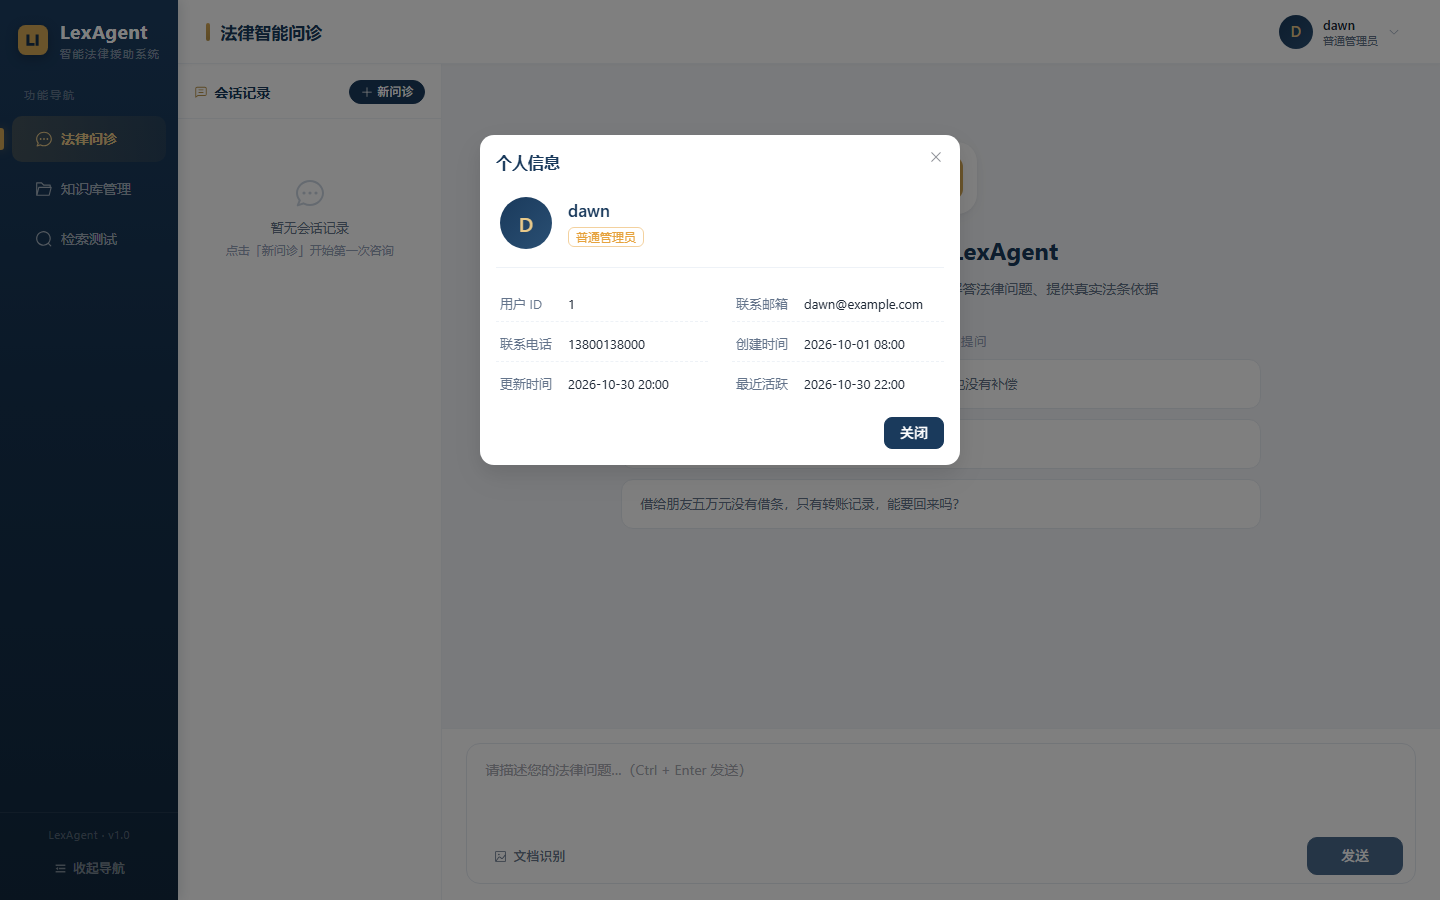 LI
LexAgent
智能法律援助系统
功能导航
法律问诊
知识库管理
检索测试
LexAgent · v1.0
收起导航
法律智能问诊
D
dawn
普通管理员
会话记录
新问诊
暂无会话记录
点击「新问诊」开始第一次咨询
个人信息
D
dawn
普通管理员
用户 ID 1
联系邮箱 dawn@example.com
联系电话 13800138000
创建时间 2026-10-01 08:00
更新时间 2026-10-30 20:00
最近活跃 2026-10-30 22:00
关闭
LexAgent
答法律问题、提供真实法条依据
提问
没有补偿
借给朋友五万元没有借条，只有转账记录，能要回来吗？
请描述您的法律问题...（Ctrl + Enter 发送）
文档识别
发送